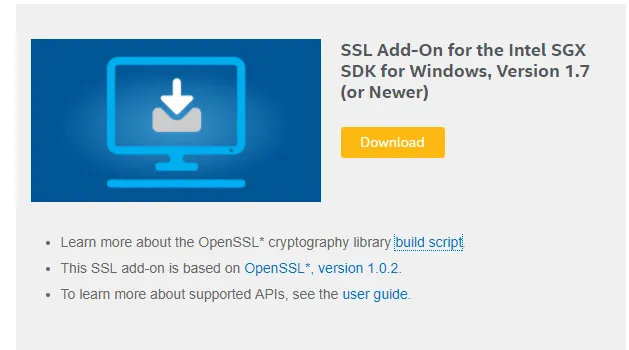 SSL Add-On for the Intel SGX
SDK for Windows, Version 1.7
(or Newer)
Download
• Learn more about the OpenSSL* cryptography library build script.
• This SSL add-on is based on OpenSSL*, version 1.0.2.
• To learn more about supported APIs, see the user guide.